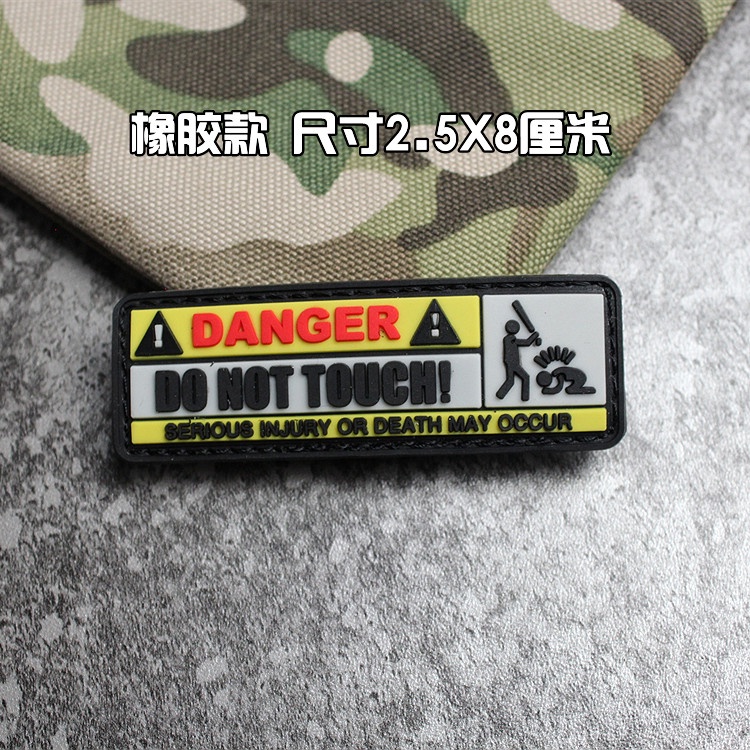 橡胶款 尺寸2.5X8厘米
! DANGER !
DO NOT TOUCH!
SERIOUS INJURY OR DEATH MAY OCCUR